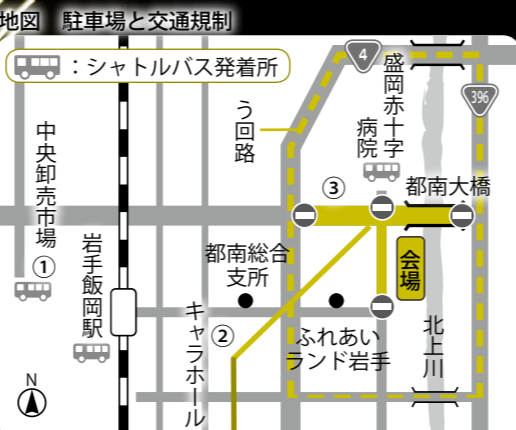 地図 駐車場と交通規制
：シャトルバス発着所
4
396
う回路
盛岡赤十字
病院
中央卸売市場
①
③
都南大橋
岩手飯岡駅
都南総合
支所
会場
②
キャラホール
ふれあい
ランド岩手
北上川
N